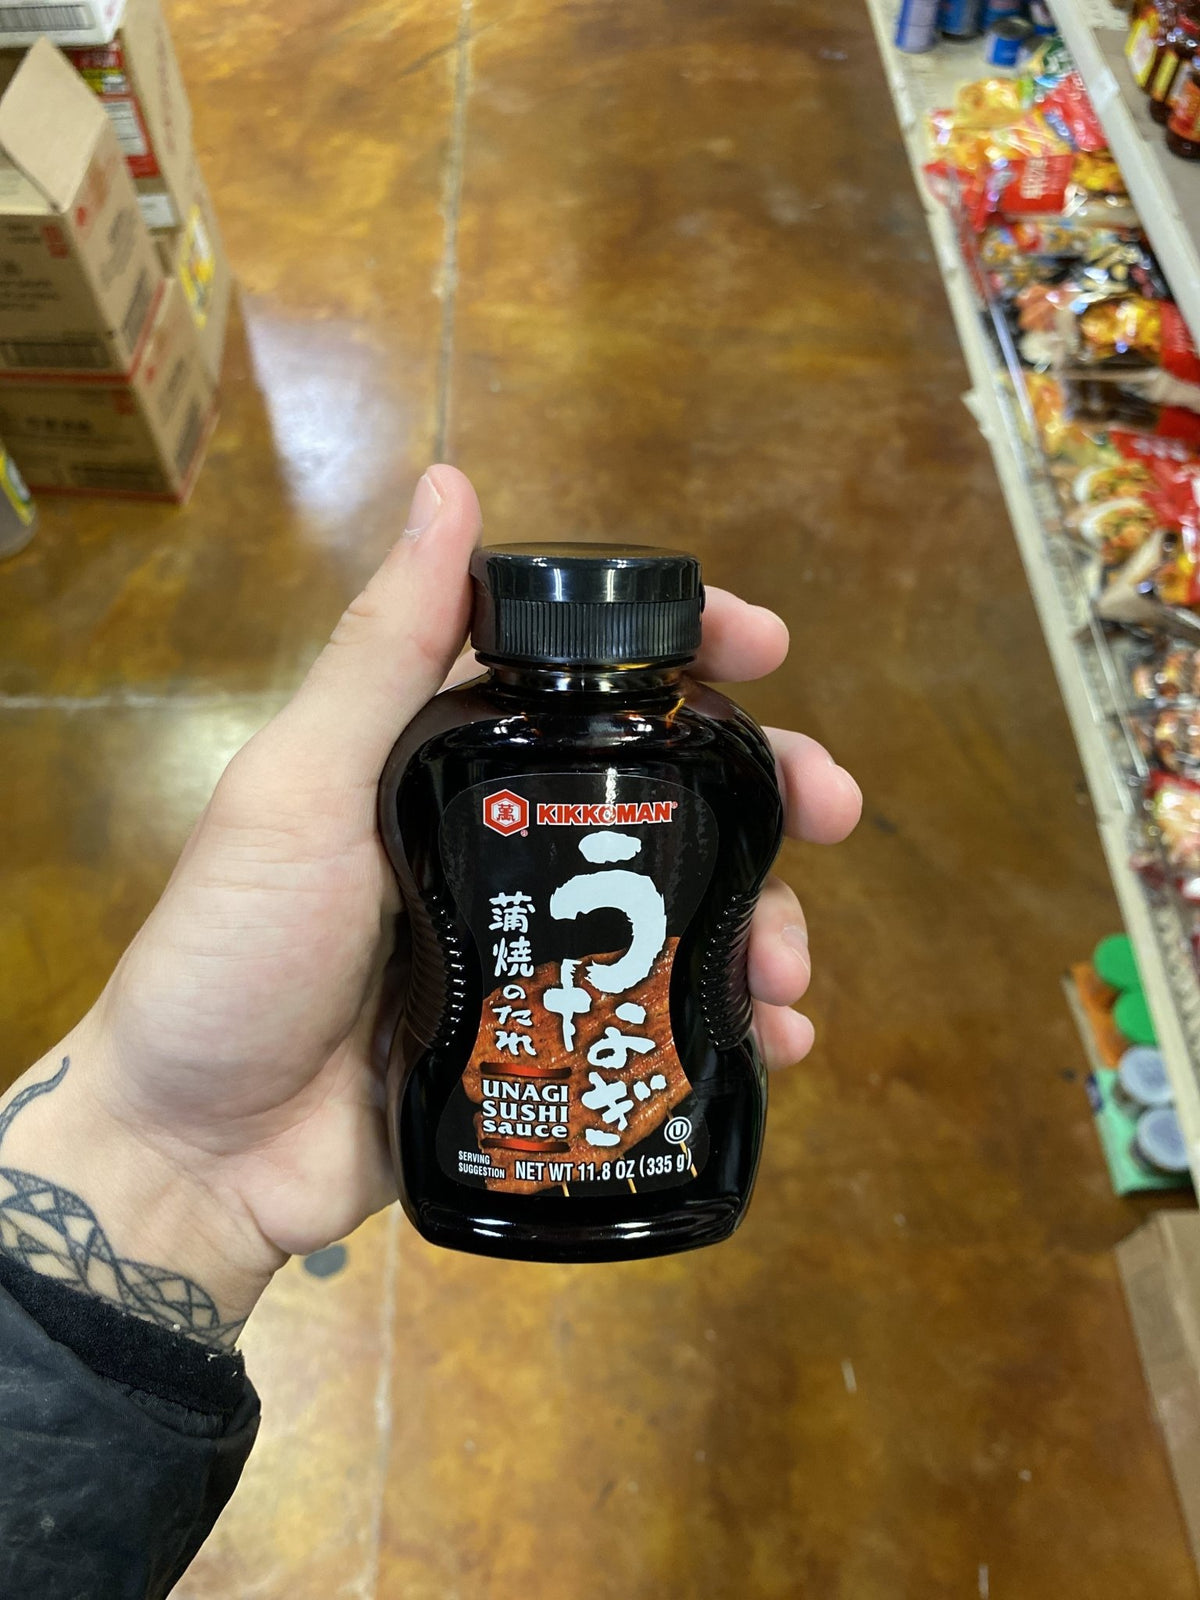 萬
KIKKOMAN®
うなぎ
蒲焼のたれ
UNAGI
SUSHI
sauce
U
SERVING
SUGGESTION
NET WT 11.8 OZ (335 g)